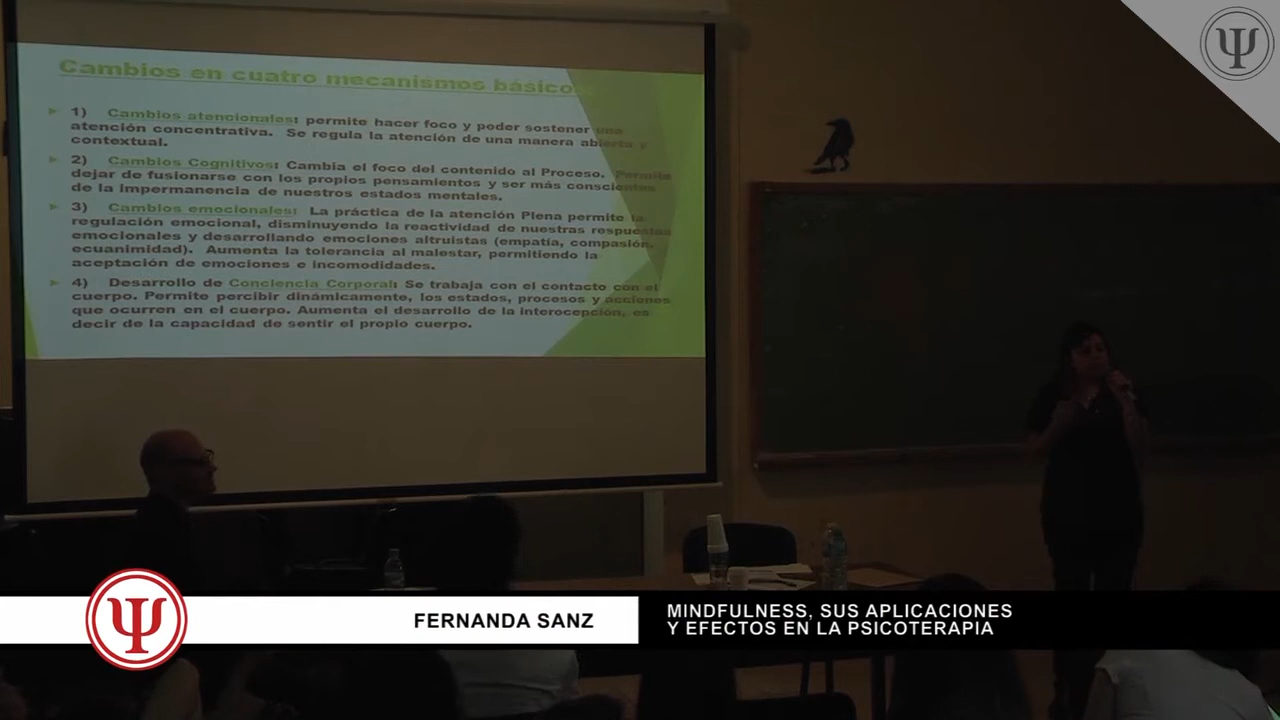 Cambios en cuatro mecanismos básicos
1) Cambios atencionales: permite hacer foco y poder sostener una
atención concentrativa. Se regula la atención de una manera abierta y
contextual.
2) Cambios Cognitivos: Cambia el foco del contenido al Proceso. Permite
dejar de fusionarse con los propios pensamientos y ser más conscientes
de la impermanencia de nuestros estados mentales.
3) Cambios emocionales: La práctica de la atención Plena permite la
regulación emocional, disminuyendo la reactividad de nuestras respuestas
emocionales y desarrollando emociones altruistas (empatía, compasión,
ecuanimidad). Aumenta la tolerancia al malestar, permitiendo la
aceptación de emociones e incomodidades.
4) Desarrollo de Conciencia Corporal: Se trabaja con el contacto con el
cuerpo. Permite percibir dinámicamente, los estados, procesos y acciones
que ocurren en el cuerpo. Aumenta el desarrollo de la interocepción, es
decir de la capacidad de sentir el propio cuerpo.
Ψ
Ψ
FERNANDA SANZ
MINDFULNESS, SUS APLICACIONES
Y EFECTOS EN LA PSICOTERAPIA